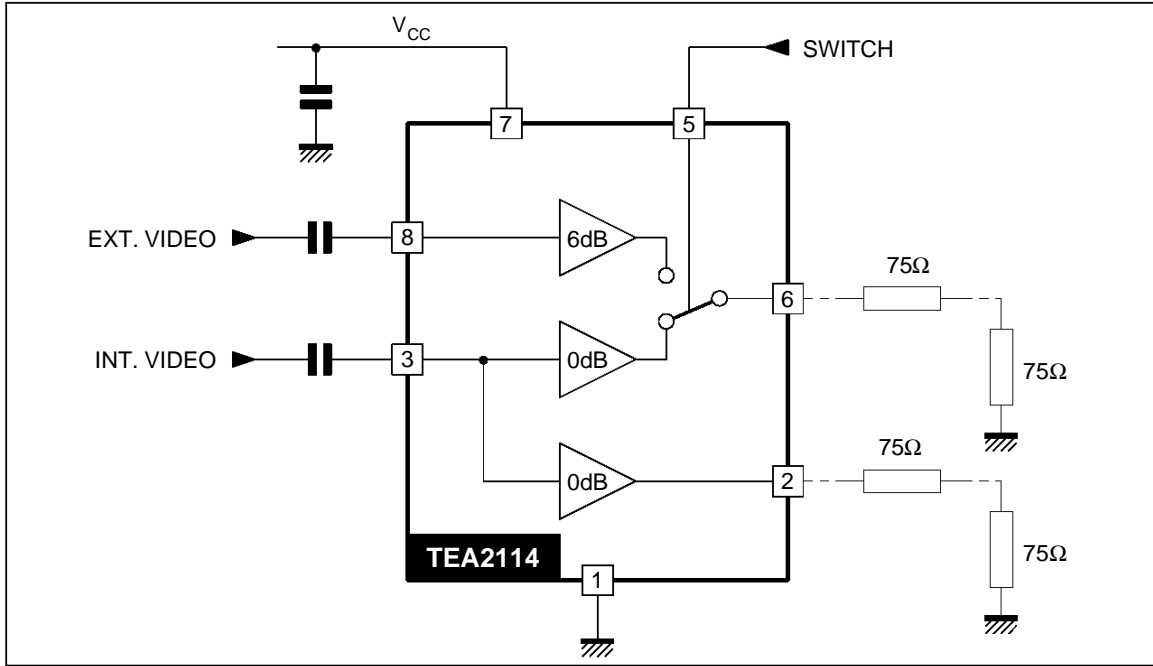 V_CC
SWITCH
7
5
EXT. VIDEO
8
6dB
75Ω
6
INT. VIDEO
3
0dB
75Ω
75Ω
0dB
2
75Ω
TEA2114
1